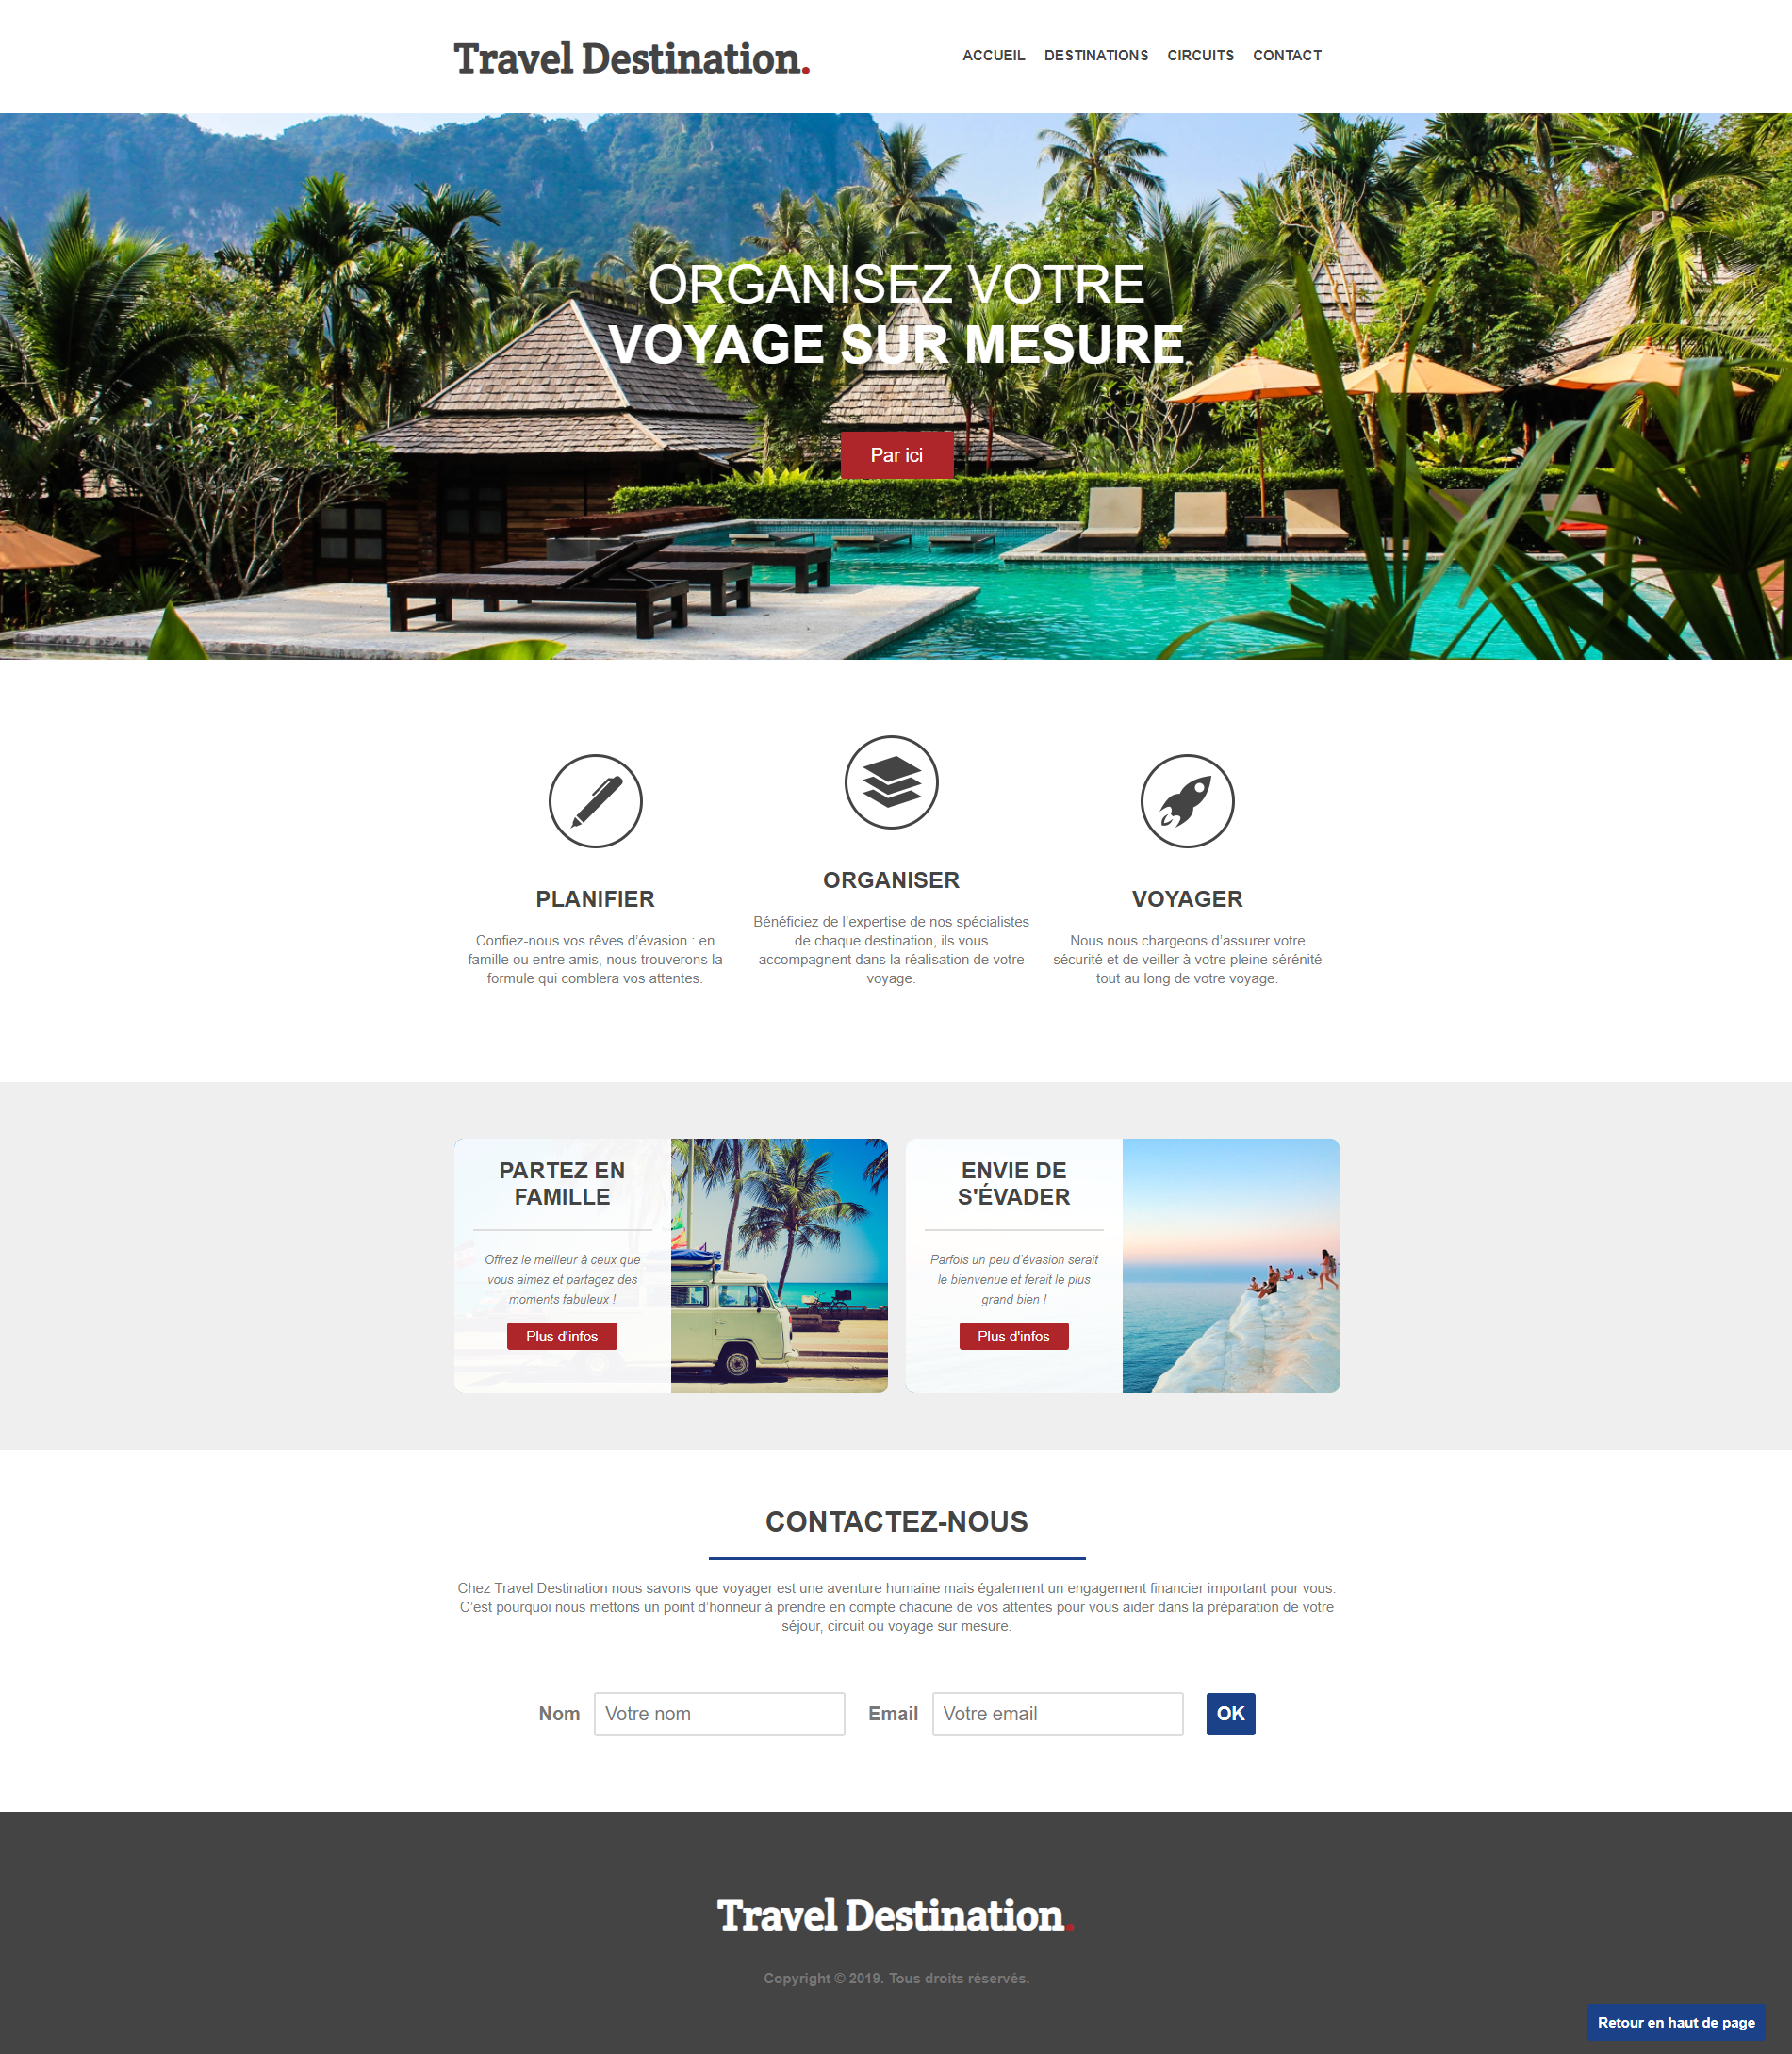 Travel Destination.
ACCUEIL DESTINATIONS CIRCUITS CONTACT
ORGANISEZ VOTRE
VOYAGE SUR MESURE
Par ici
PLANIFIER
Confiez-nous vos rêves d’évasion : en
famille ou entre amis, nous trouverons la
formule qui comblera vos attentes.
ORGANISER
Bénéficiez de l’expertise de nos spécialistes
de chaque destination, ils vous
accompagnent dans la réalisation de votre
voyage.
VOYAGER
Nous nous chargeons d’assurer votre
sécurité et de veiller à votre pleine sérénité
tout au long de votre voyage.
PARTEZ EN
FAMILLE
Offrez le meilleur à ceux que
vous aimez et partagez des
moments fabuleux !
Plus d'infos
ENVIE DE
S'ÉVADER
Parfois un peu d’évasion serait
le bienvenue et ferait le plus
grand bien !
Plus d'infos
CONTACTEZ-NOUS
Chez Travel Destination nous savons que voyager est une aventure humaine mais également un engagement financier important pour vous.
C’est pourquoi nous mettons un point d’honneur à prendre en compte chacune de vos attentes pour vous aider dans la préparation de votre
séjour, circuit ou voyage sur mesure.
Nom Votre nom Email Votre email OK
Travel Destination.
Copyright © 2019. Tous droits réservés.
Retour en haut de page